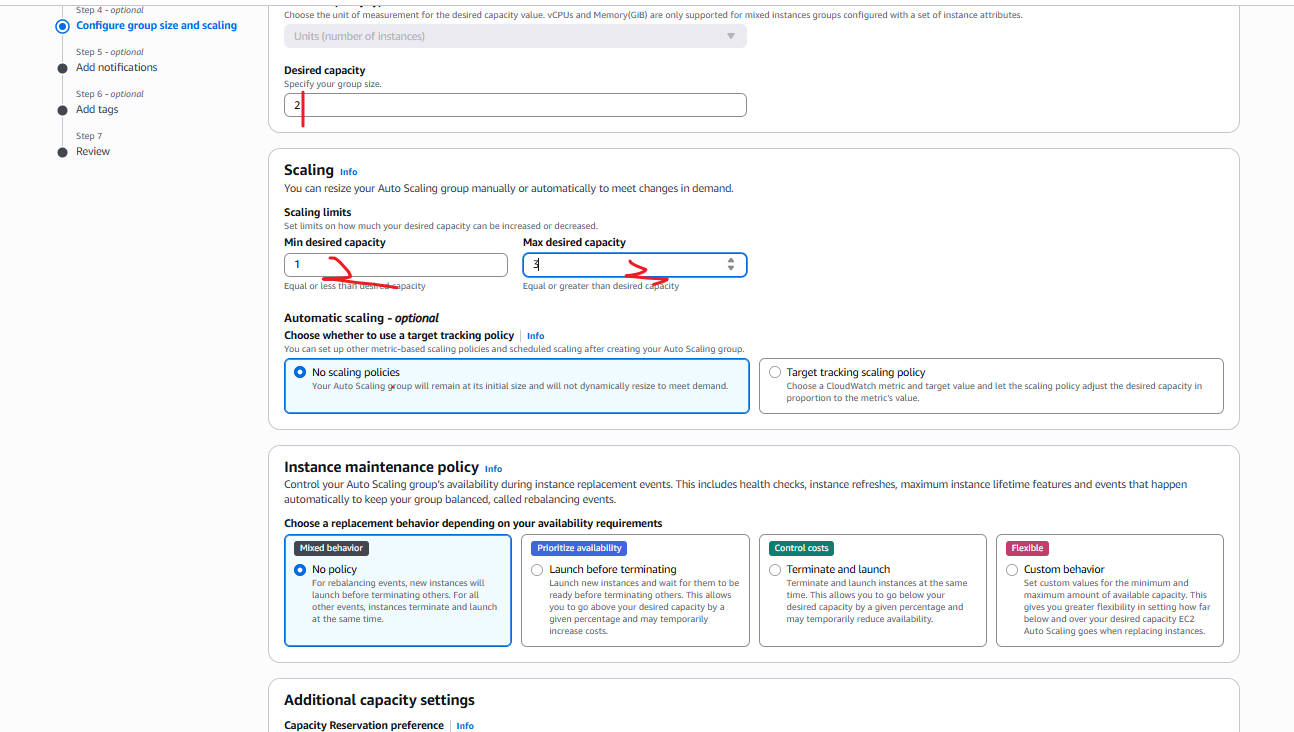 Step 4 - optional
Configure group size and scaling
Step 5 - optional
Add notifications
Step 6 - optional
Add tags
Step 7
Review
Choose the unit of measurement for the desired capacity value. vCPUs and Memory(GiB) are only supported for mixed instances groups configured with a set of instance attributes.
Units (number of instances)
Desired capacity
Specify your group size.
2
Scaling Info
You can resize your Auto Scaling group manually or automatically to meet changes in demand.
Scaling limits
Set limits on how much your desired capacity can be increased or decreased.
Min desired capacity
1
Equal or less than desired capacity
Max desired capacity
3
Equal or greater than desired capacity
Automatic scaling - optional
Choose whether to use a target tracking policy Info
You can set up other metric-based scaling policies and scheduled scaling after creating your Auto Scaling group.
No scaling policies
Your Auto Scaling group will remain at its initial size and will not dynamically resize to meet demand.
Target tracking scaling policy
Choose a CloudWatch metric and target value and let the scaling policy adjust the desired capacity in
proportion to the metric's value.
Instance maintenance policy Info
Control your Auto Scaling group's availability during instance replacement events. This includes health checks, instance refreshes, maximum instance lifetime features and events that happen
automatically to keep your group balanced, called rebalancing events.
Choose a replacement behavior depending on your availability requirements
Mixed behavior
No policy
For rebalancing events, new instances will
launch before terminating others. For all
other events, instances terminate and launch
at the same time.
Prioritize availability
Launch before terminating
Launch new instances and wait for them to be
ready before terminating others. This allows
you to go above your desired capacity by a
given percentage and may temporarily
increase costs.
Control costs
Terminate and launch
Terminate and launch instances at the same
time. This allows you to go below your
desired capacity by a given percentage and
may temporarily reduce availability.
Flexible
Custom behavior
Set custom values for the minimum and
maximum amount of available capacity. This
gives you greater flexibility in setting how far
below and over your desired capacity EC2
Auto Scaling goes when replacing instances.
Additional capacity settings
Capacity Reservation preference Info